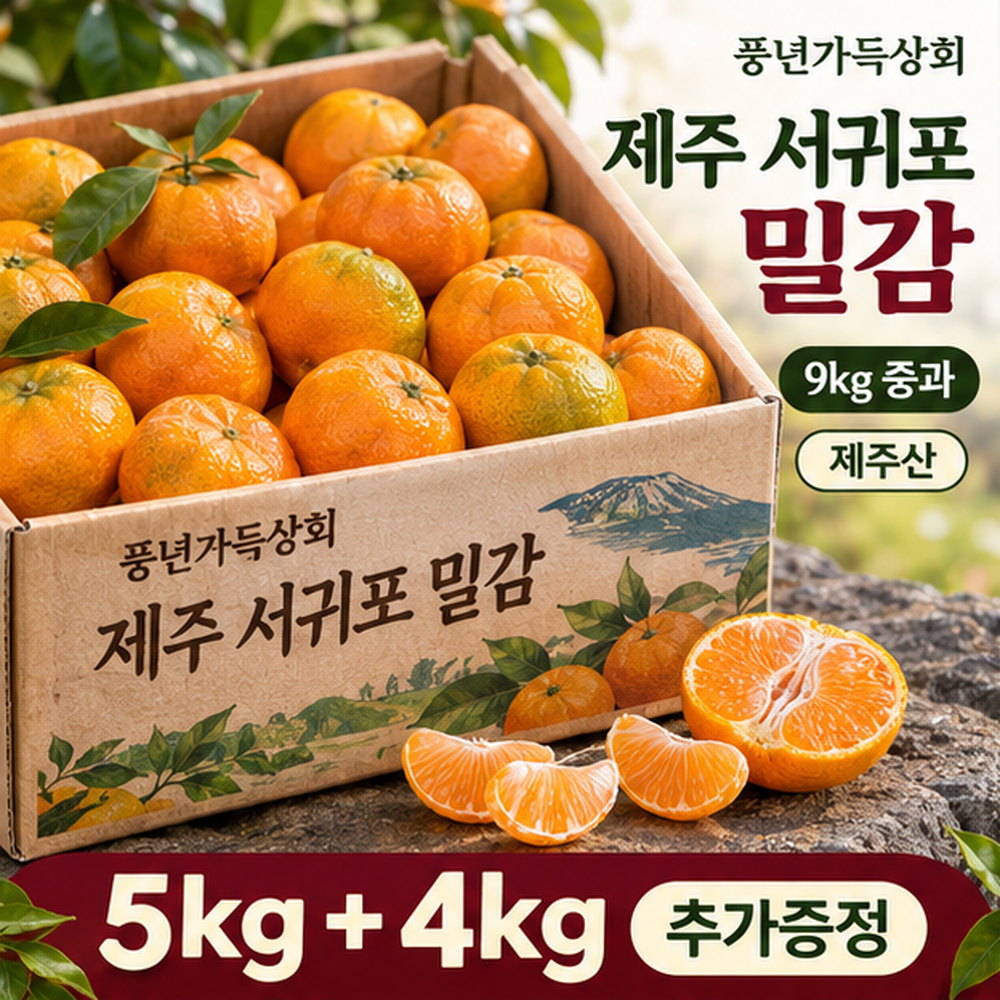 풍년가득상회
제주 서귀포
밀감
9kg 중과
제주산
풍년가득상회
제주 서귀포 밀감
5kg + 4kg 추가증정